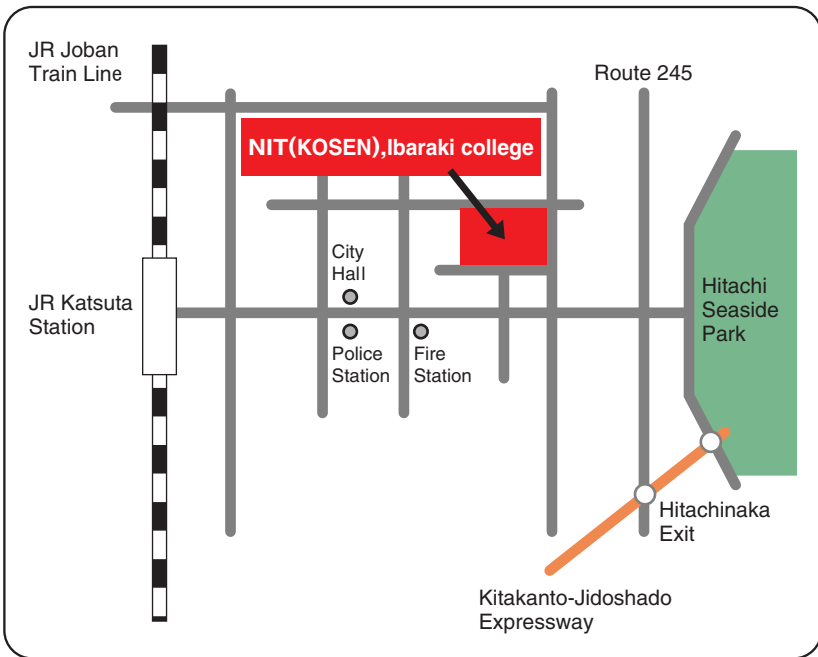 JR Joban
Train Line
Route 245
NIT(KOSEN),Ibaraki college
City
Hall
JR Katsuta
Station
Hitachi
Seaside
Park
Police
Station
Fire
Station
Hitachinaka
Exit
Kitakanto-Jidoshado
Expressway